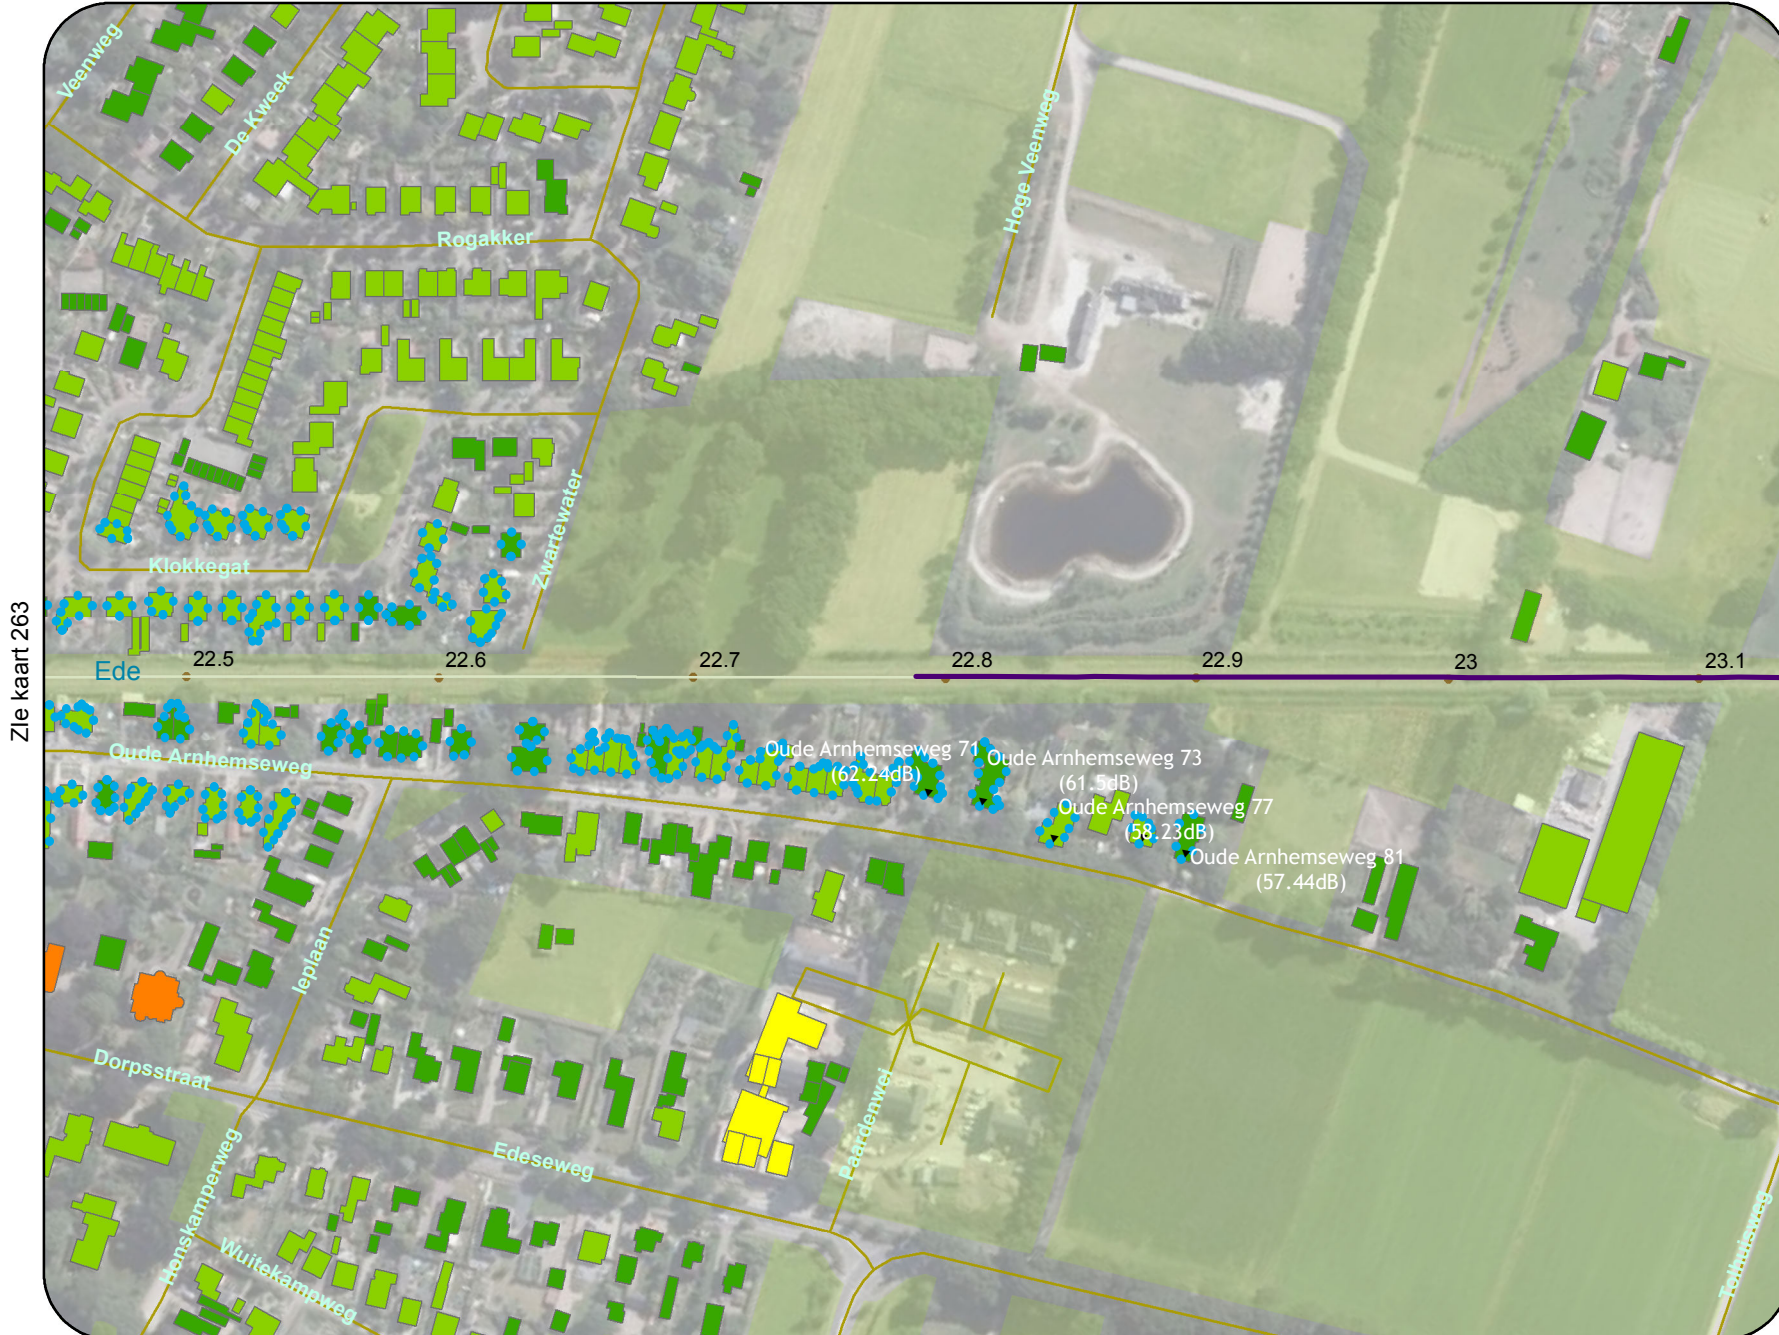 Veenweg
De Kweek
Rogakker
Hoge Veenweg
Zwartewater
Klokkegat
ZIe kaart 263
Ede
22.5
22.6
22.7
22.8
22.9
23
23.1
Oude Arnhemseweg
Oude Arnhemseweg 71
(62.24dB)
Oude Arnhemseweg 73
(61.5dB)
Oude Arnhemseweg 77
(58.23dB)
Oude Arnhemseweg 81
(57.44dB)
Ieplaan
Dorpsstraat
Paardenwei
Edeseweg
Honskamperweg
Wuitekampweg
Tolhuisweg